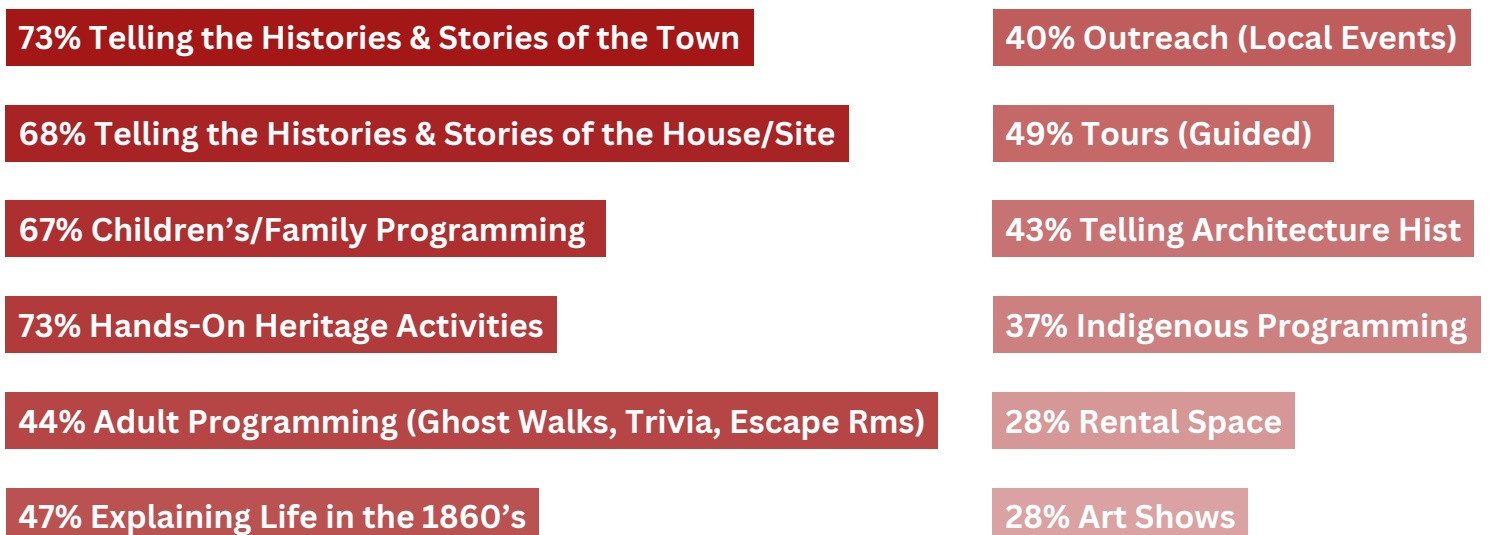 73% Telling the Histories & Stories of the Town
68% Telling the Histories & Stories of the House/Site
67% Children’s/Family Programming
73% Hands-On Heritage Activities
44% Adult Programming (Ghost Walks, Trivia, Escape Rms)
47% Explaining Life in the 1860’s
40% Outreach (Local Events)
49% Tours (Guided)
43% Telling Architecture Hist
37% Indigenous Programming
28% Rental Space
28% Art Shows